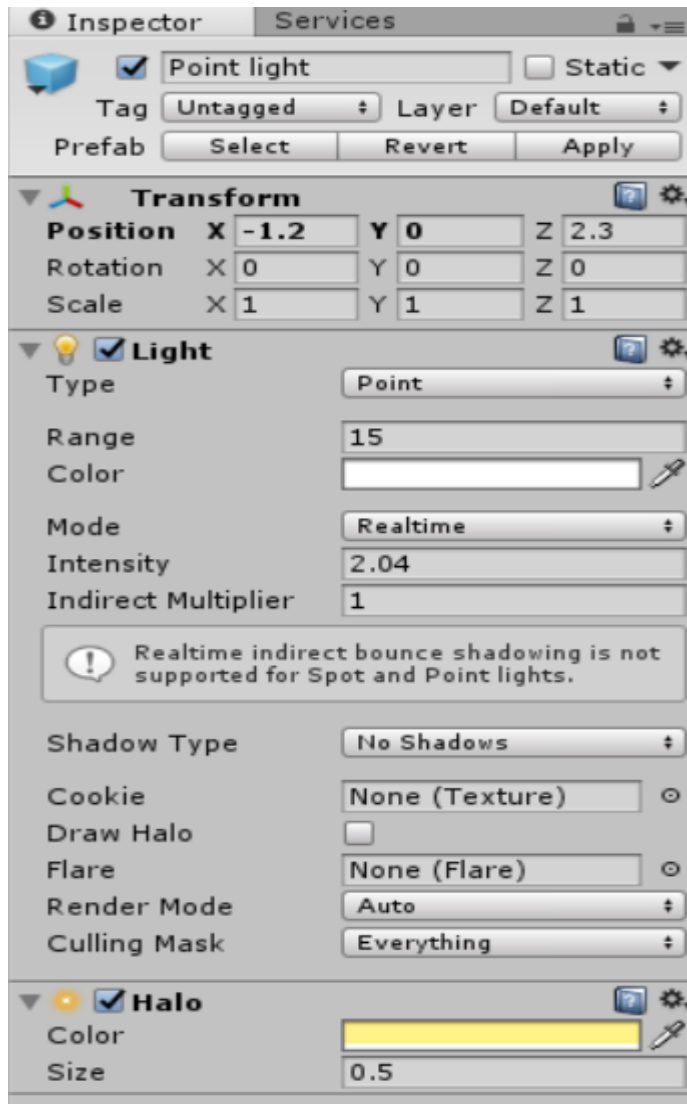 Inspector Services
Point light Static
Tag Untagged Layer Default
Prefab Select Revert Apply
Transform
Position X -1.2 Y 0 Z 2.3
Rotation X 0 Y 0 Z 0
Scale X 1 Y 1 Z 1
Light
Type Point
Range 15
Color
Mode Realtime
Intensity 2.04
Indirect Multiplier 1
Realtime indirect bounce shadowing is not
supported for Spot and Point lights.
Shadow Type No Shadows
Cookie None (Texture)
Draw Halo
Flare None (Flare)
Render Mode Auto
Culling Mask Everything
Halo
Color
Size 0.5